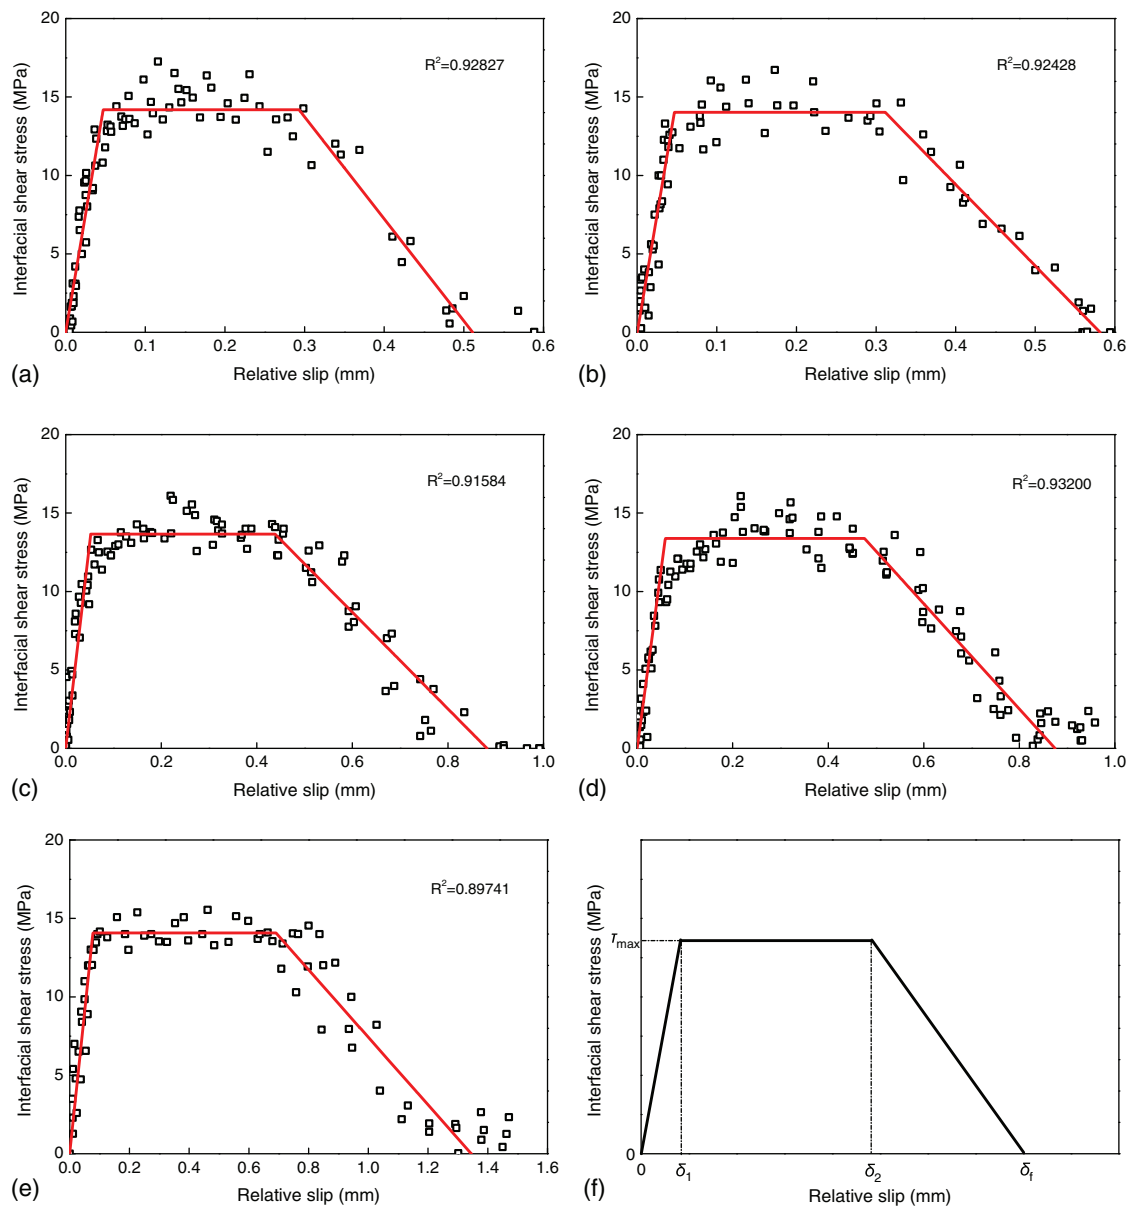 20
15
10
5
0
Interfacial shear stress (MPa)
R²=0.92827
0.0 0.1 0.2 0.3 0.4 0.5 0.6
Relative slip (mm)
(a)
20
15
10
5
0
Interfacial shear stress (MPa)
R²=0.92428
0.0 0.1 0.2 0.3 0.4 0.5 0.6
Relative slip (mm)
(b)
20
15
10
5
0
Interfacial shear stress (MPa)
R²=0.91584
0.0 0.2 0.4 0.6 0.8 1.0
Relative slip (mm)
(c)
20
15
10
5
0
Interfacial shear stress (MPa)
R²=0.93200
0.0 0.2 0.4 0.6 0.8 1.0
Relative slip (mm)
(d)
20
15
10
5
0
Interfacial shear stress (MPa)
R²=0.89741
0.0 0.2 0.4 0.6 0.8 1.0 1.2 1.4 1.6
Relative slip (mm)
(e)
Interfacial shear stress (MPa)
τmax
0
0 δ1 δ2 δf
Relative slip (mm)
(f)